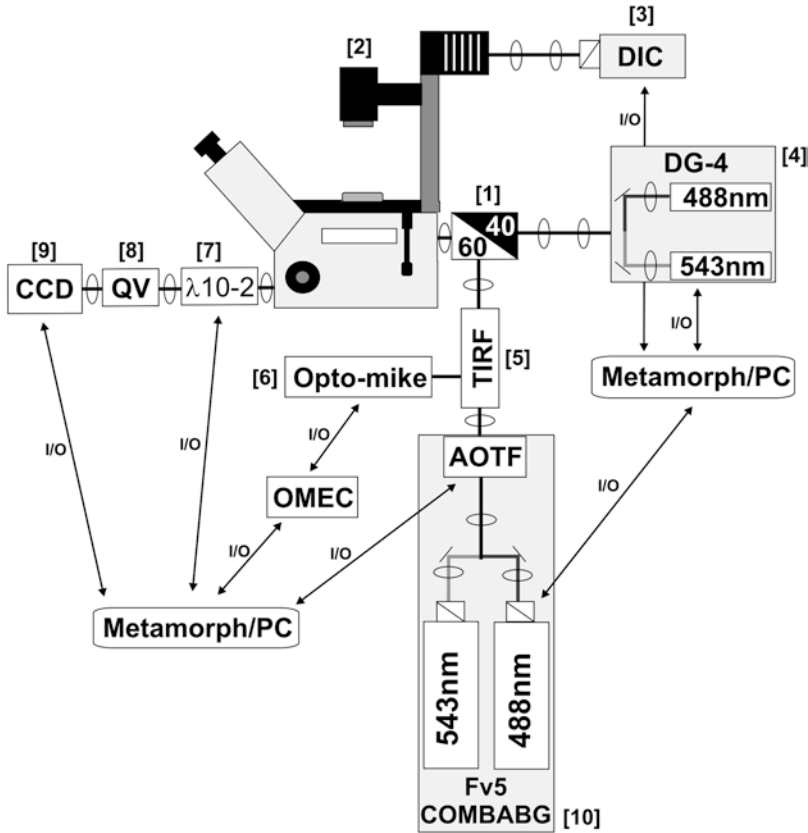 [3]
[2]
DIC
I/O
DG-4
[4]
488nm
543nm
[1]
40
60
[9]
[8]
[7]
CCD
QV
λ10-2
I/O
TIRF
[5]
[6]
Opto-mike
Metamorph/PC
I/O
I/O
I/O
AOTF
OMEC
I/O
I/O
I/O
Metamorph/PC
543nm
488nm
Fv5
COMBABG
[10]